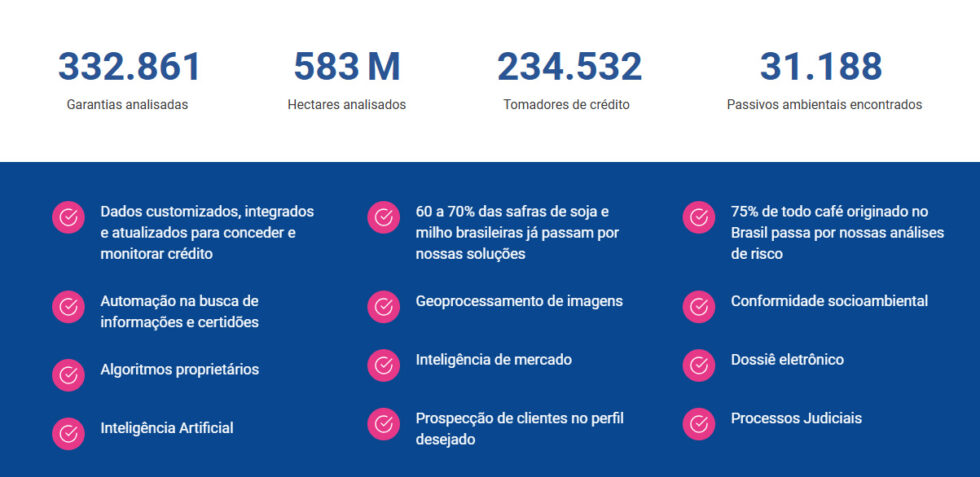 332.861
Garantias analisadas
583 M
Hectares analisados
234.532
Tomadores de crédito
31.188
Passivos ambientais encontrados
Dados customizados, integrados
e atualizados para conceder e
monitorar crédito
Automação na busca de
informações e certidões
Algoritmos proprietários
Inteligência Artificial
60 a 70% das safras de soja e
milho brasileiras já passam por
nossas soluções
Geoprocessamento de imagens
Inteligência de mercado
Prospecção de clientes no perfil
desejado
75% de todo café originado no
Brasil passa por nossas análises
de risco
Conformidade socioambiental
Dossiê eletrônico
Processos Judiciais